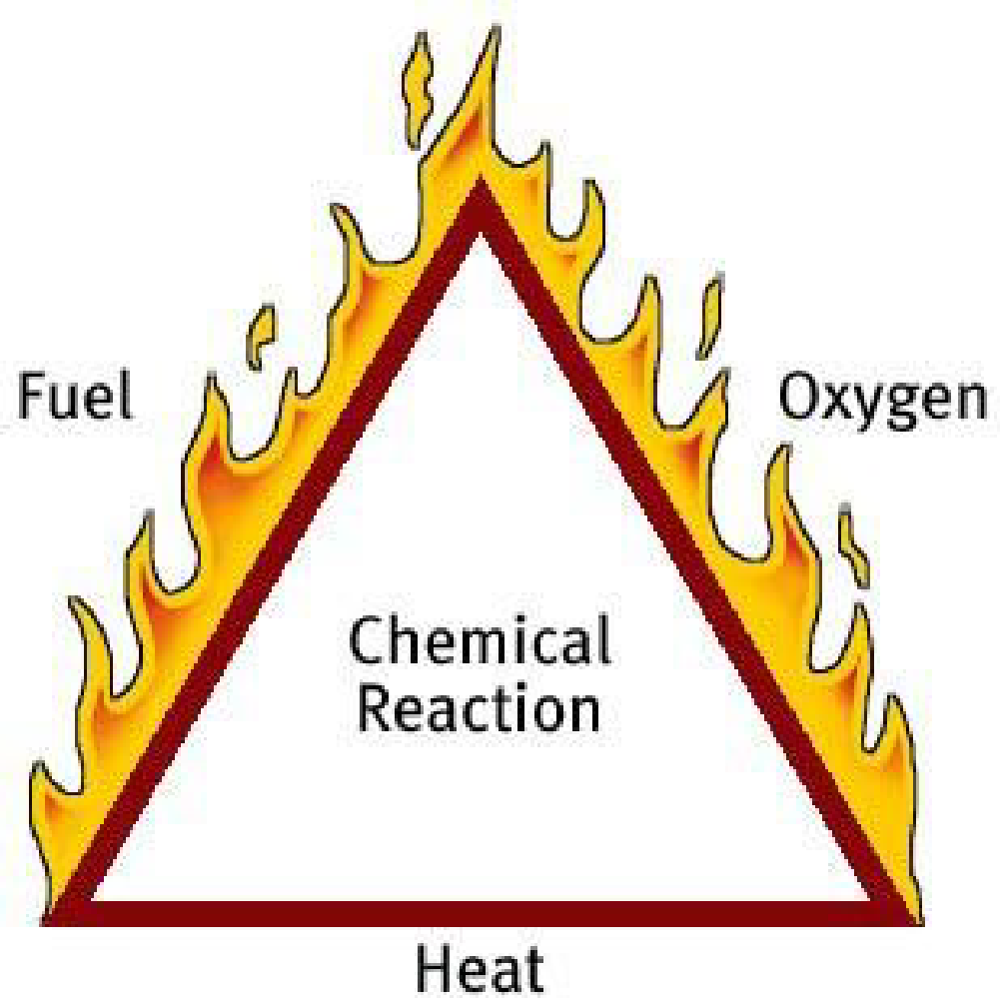 Fuel
Oxygen
Chemical
Reaction
Heat